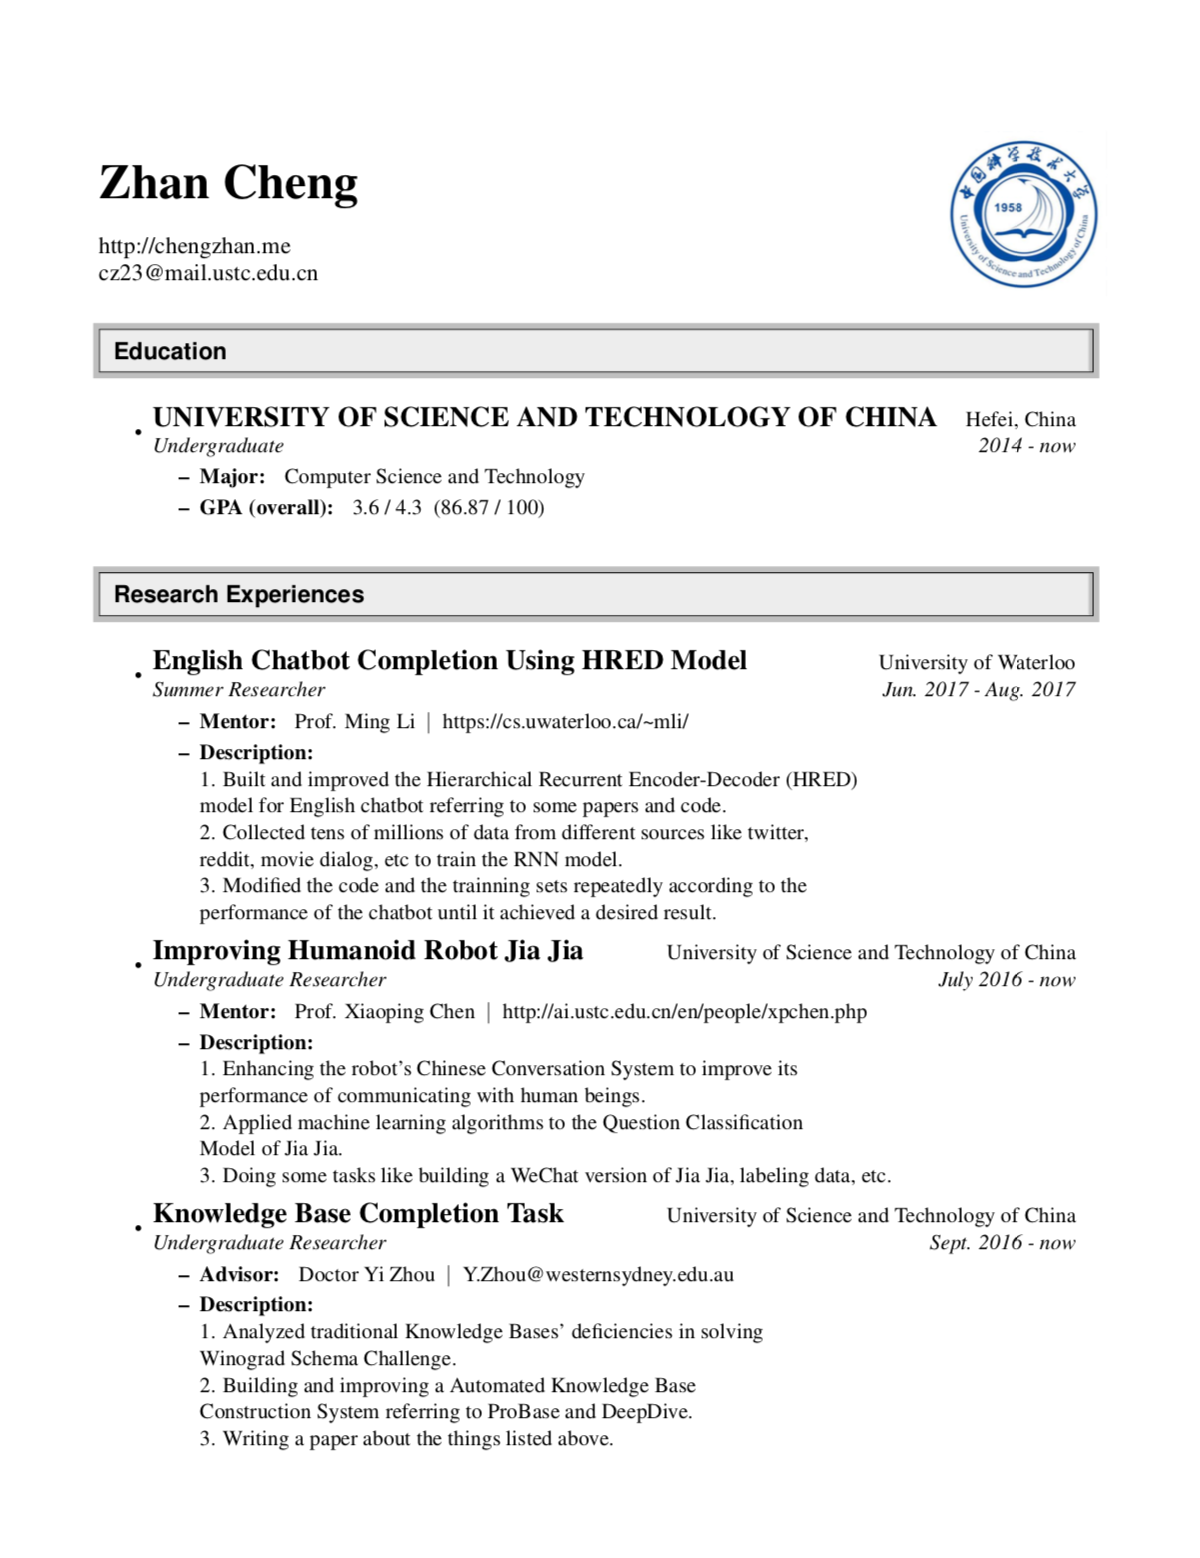 Zhan Cheng
http://chengzhan.me
cz23@mail.ustc.edu.cn
中国科学技术大学
1958
University of Science and Technology of China
Education
• UNIVERSITY OF SCIENCE AND TECHNOLOGY OF CHINA Hefei, China
Undergraduate 2014 - now
– Major: Computer Science and Technology
– GPA (overall): 3.6 / 4.3 (86.87 / 100)
Research Experiences
• English Chatbot Completion Using HRED Model University of Waterloo
Summer Researcher Jun. 2017 - Aug. 2017
– Mentor: Prof. Ming Li | https://cs.uwaterloo.ca/~mli/
– Description:
1. Built and improved the Hierarchical Recurrent Encoder-Decoder (HRED)
model for English chatbot referring to some papers and code.
2. Collected tens of millions of data from different sources like twitter,
reddit, movie dialog, etc to train the RNN model.
3. Modified the code and the trainning sets repeatedly according to the
performance of the chatbot until it achieved a desired result.
• Improving Humanoid Robot Jia Jia University of Science and Technology of China
Undergraduate Researcher July 2016 - now
– Mentor: Prof. Xiaoping Chen | http://ai.ustc.edu.cn/en/people/xpchen.php
– Description:
1. Enhancing the robot’s Chinese Conversation System to improve its
performance of communicating with human beings.
2. Applied machine learning algorithms to the Question Classification
Model of Jia Jia.
3. Doing some tasks like building a WeChat version of Jia Jia, labeling data, etc.
• Knowledge Base Completion Task University of Science and Technology of China
Undergraduate Researcher Sept. 2016 - now
– Advisor: Doctor Yi Zhou | Y.Zhou@westernsydney.edu.au
– Description:
1. Analyzed traditional Knowledge Bases’ deficiencies in solving
Winograd Schema Challenge.
2. Building and improving a Automated Knowledge Base
Construction System referring to ProBase and DeepDive.
3. Writing a paper about the things listed above.